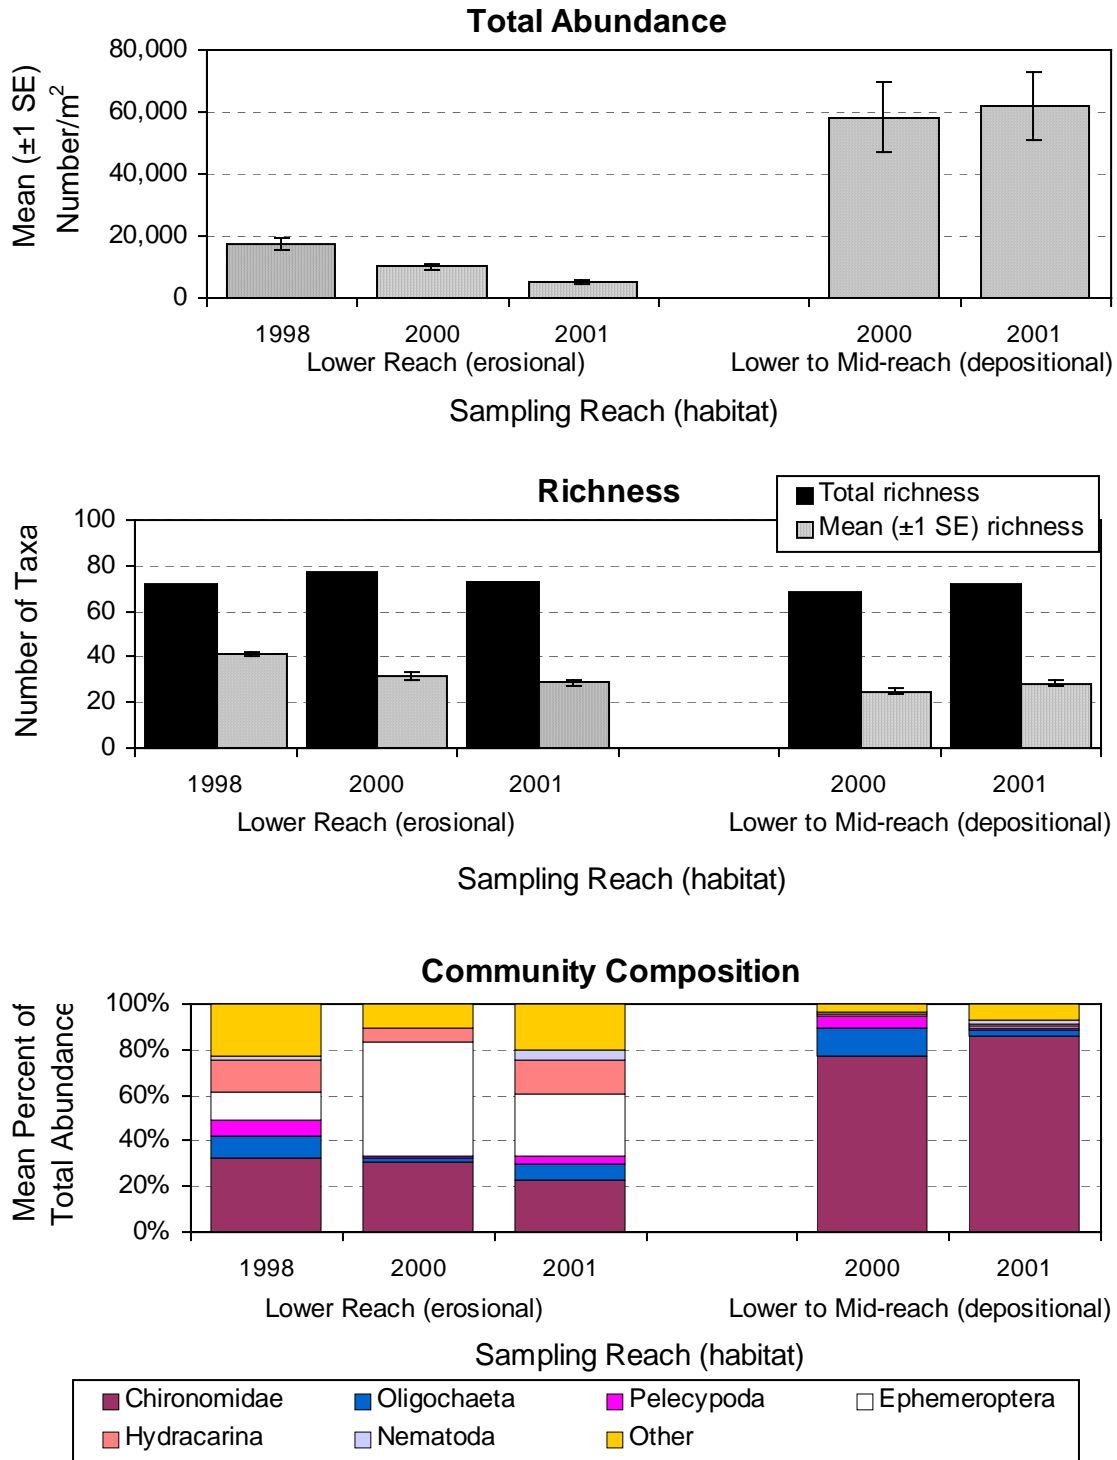 Total Abundance
Mean (±1 SE)
Number/m²
80,000
60,000
40,000
20,000
0
1998 2000 2001 2000 2001
Lower Reach (erosional) Lower to Mid-reach (depositional)
Sampling Reach (habitat)
Richness
Total richness
Mean (±1 SE) richness
Number of Taxa
100
80
60
40
20
0
1998 2000 2001 2000 2001
Lower Reach (erosional) Lower to Mid-reach (depositional)
Sampling Reach (habitat)
Community Composition
Mean Percent of
Total Abundance
100%
80%
60%
40%
20%
0%
1998 2000 2001 2000 2001
Lower Reach (erosional) Lower to Mid-reach (depositional)
Sampling Reach (habitat)
Chironomidae Oligochaeta Pelecypoda Ephemeroptera
Hydracarina Nematoda Other